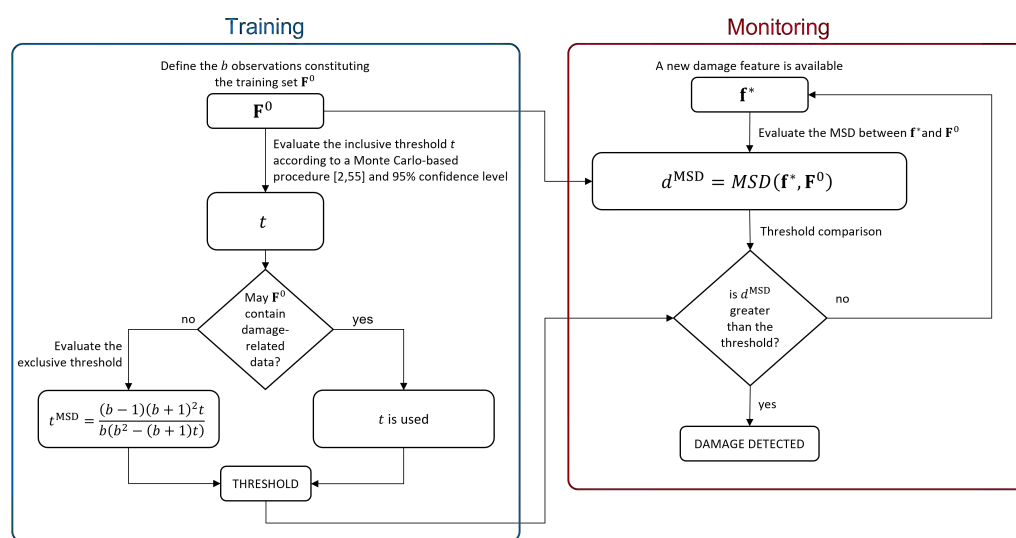 Training
Define the b observations constituting
the training set F⁰
F⁰
Evaluate the inclusive threshold t
according to a Monte Carlo-based
procedure [2,55] and 95% confidence level
t
May F⁰
contain
damage-
related
data?
no
yes
Evaluate the
exclusive threshold
t^MSD = (b − 1)(b + 1)²t / b(b² − (b + 1)t)
t is used
THRESHOLD
Monitoring
A new damage feature is available
f*
Evaluate the MSD between f* and F⁰
d^MSD = MSD(f*, F⁰)
Threshold comparison
is d^MSD
greater
than the
threshold?
no
yes
DAMAGE DETECTED